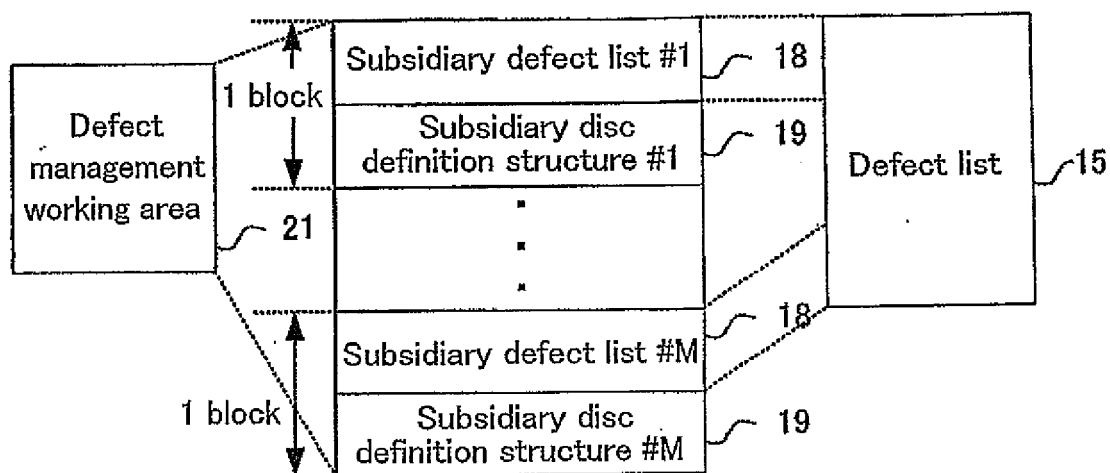 Defect
management
working area
21
1 block
1 block
Subsidiary defect list #1
18
Subsidiary disc
definition structure #1
19
Subsidiary defect list #M
18
Subsidiary disc
definition structure #M
19
Defect list
15